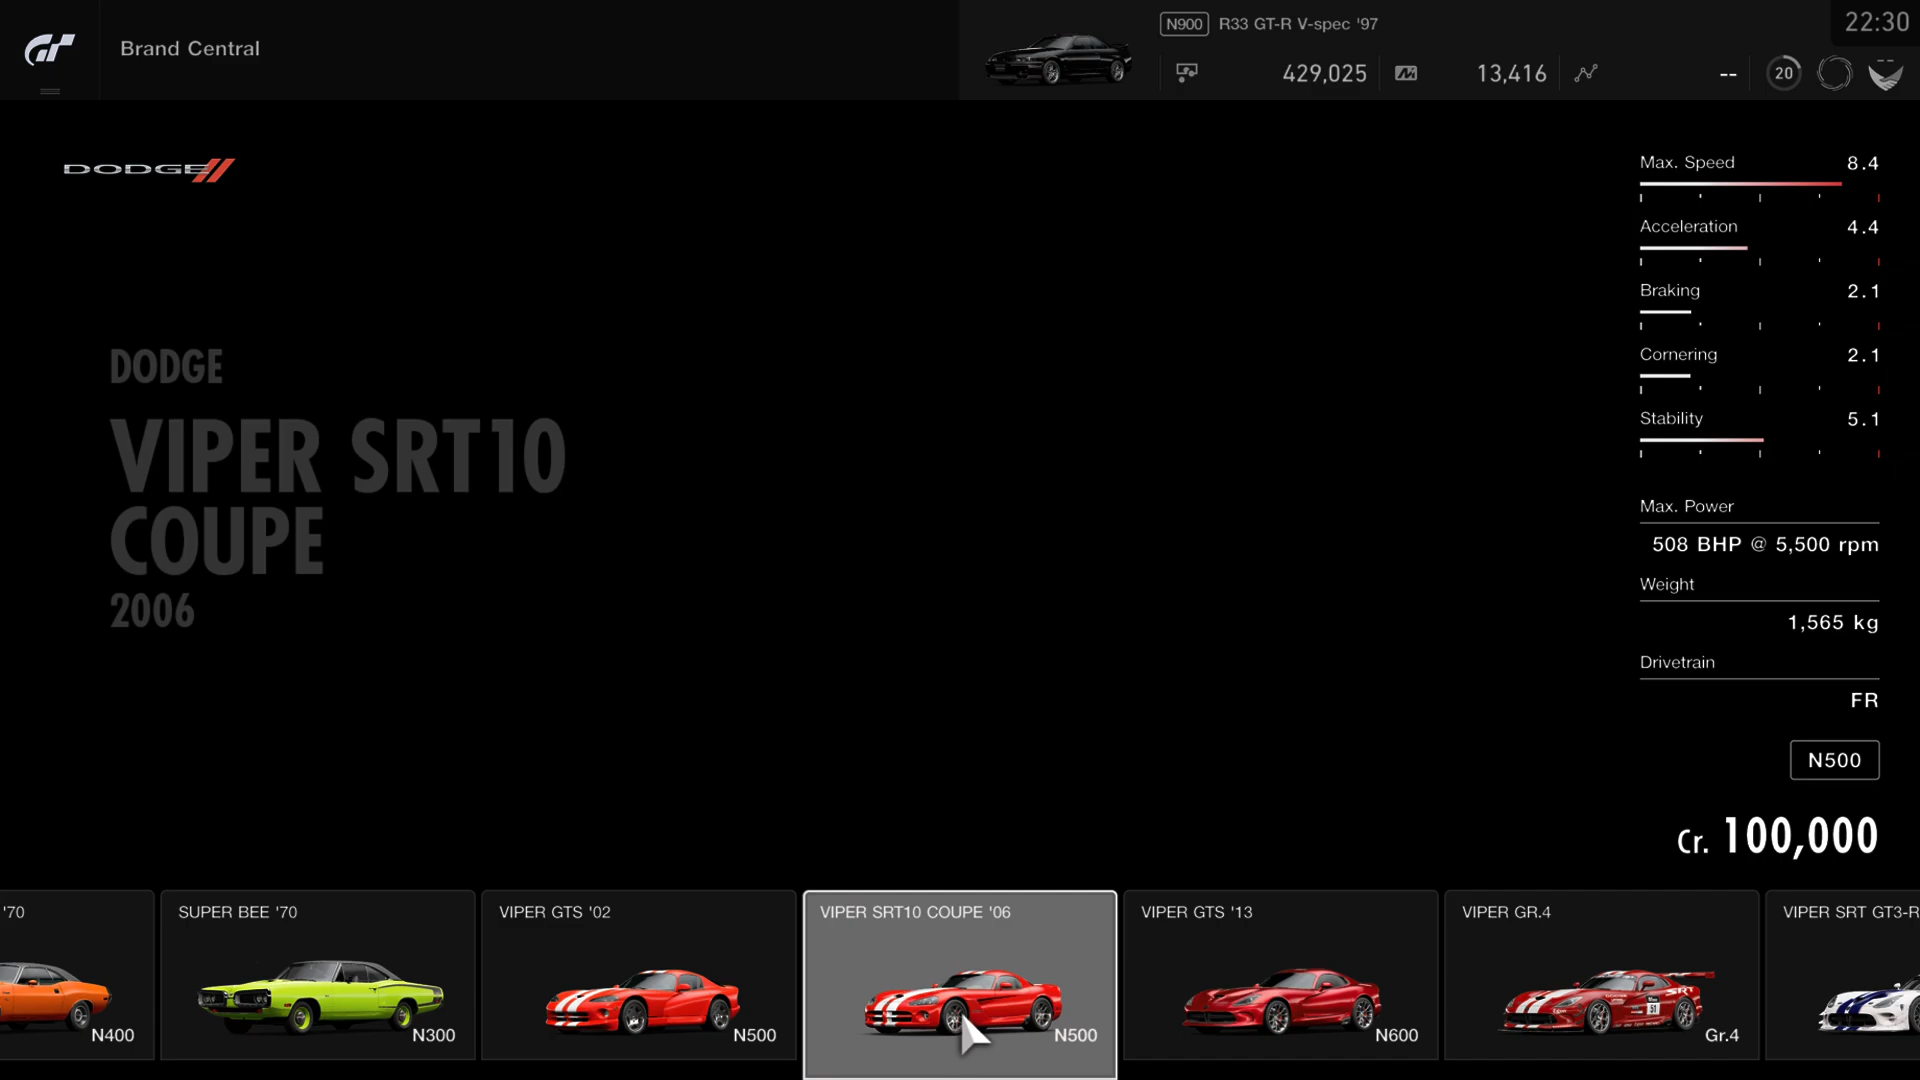 Brand Central
N900 R33 GT-R V-spec '97
22:30
429,025
13,416
--
20
--
DODGE
Max. Speed 8.4
Acceleration 4.4
Braking 2.1
Cornering 2.1
Stability 5.1
DODGE
VIPER SRT10
COUPE
2006
Max. Power
508 BHP @ 5,500 rpm
Weight
1,565 kg
Drivetrain
FR
N500
Cr. 100,000
'70
N400
SUPER BEE '70
N300
VIPER GTS '02
N500
VIPER SRT10 COUPE '06
N500
VIPER GTS '13
N600
VIPER GR.4
Gr.4
VIPER SRT GT3-R